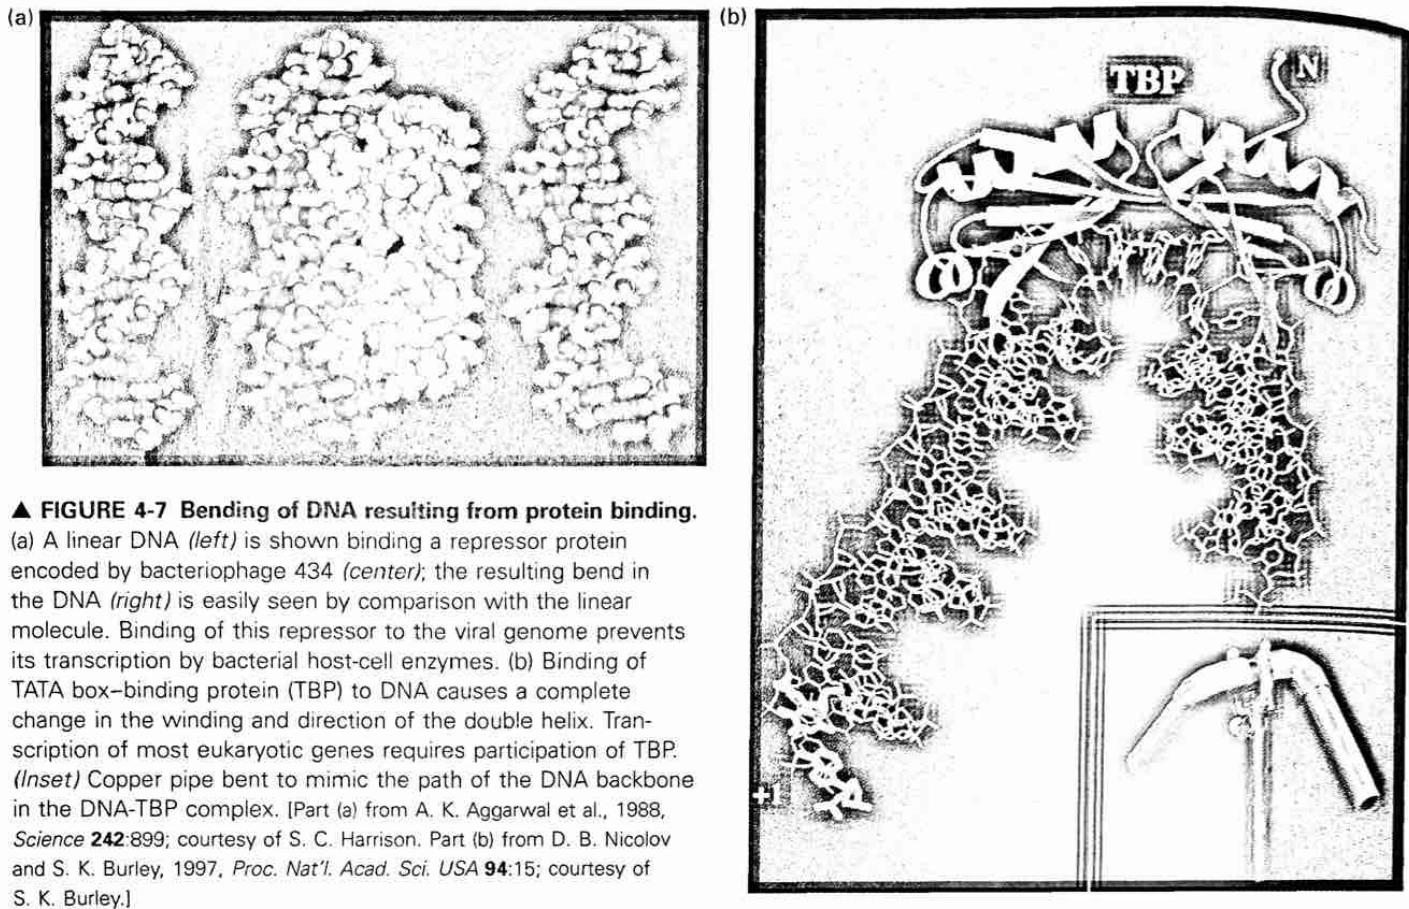 (a)
(b)
TBP
N
+1
▲ FIGURE 4-7 Bending of DNA resulting from protein binding.
(a) A linear DNA (left) is shown binding a repressor protein
encoded by bacteriophage 434 (center); the resulting bend in
the DNA (right) is easily seen by comparison with the linear
molecule. Binding of this repressor to the viral genome prevents
its transcription by bacterial host-cell enzymes. (b) Binding of
TATA box–binding protein (TBP) to DNA causes a complete
change in the winding and direction of the double helix. Tran-
scription of most eukaryotic genes requires participation of TBP.
(Inset) Copper pipe bent to mimic the path of the DNA backbone
in the DNA-TBP complex. [Part (a) from A. K. Aggarwal et al., 1988,
Science 242:899; courtesy of S. C. Harrison. Part (b) from D. B. Nicolov
and S. K. Burley, 1997, Proc. Nat'l. Acad. Sci. USA 94:15; courtesy of
S. K. Burley.]